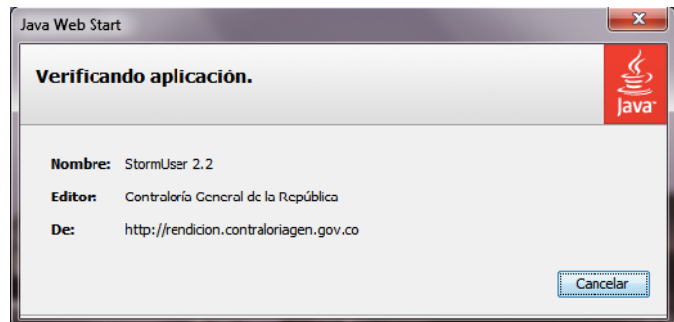 Java Web Start
Verificando aplicación.
Java
Nombre: StormUser 2.2
Editor: Contraloría General de la República
De: http://rendicion.contraloriagen.gov.co
Cancelar